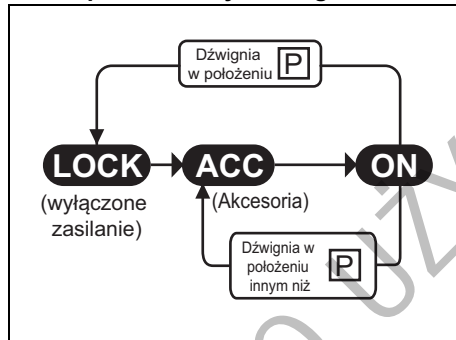 Dźwignia
w położeniu P
LOCK ACC ON
(wyłączone
zasilanie)
(Akcesoria)
Dźwignia w
położeniu
innym niż
P